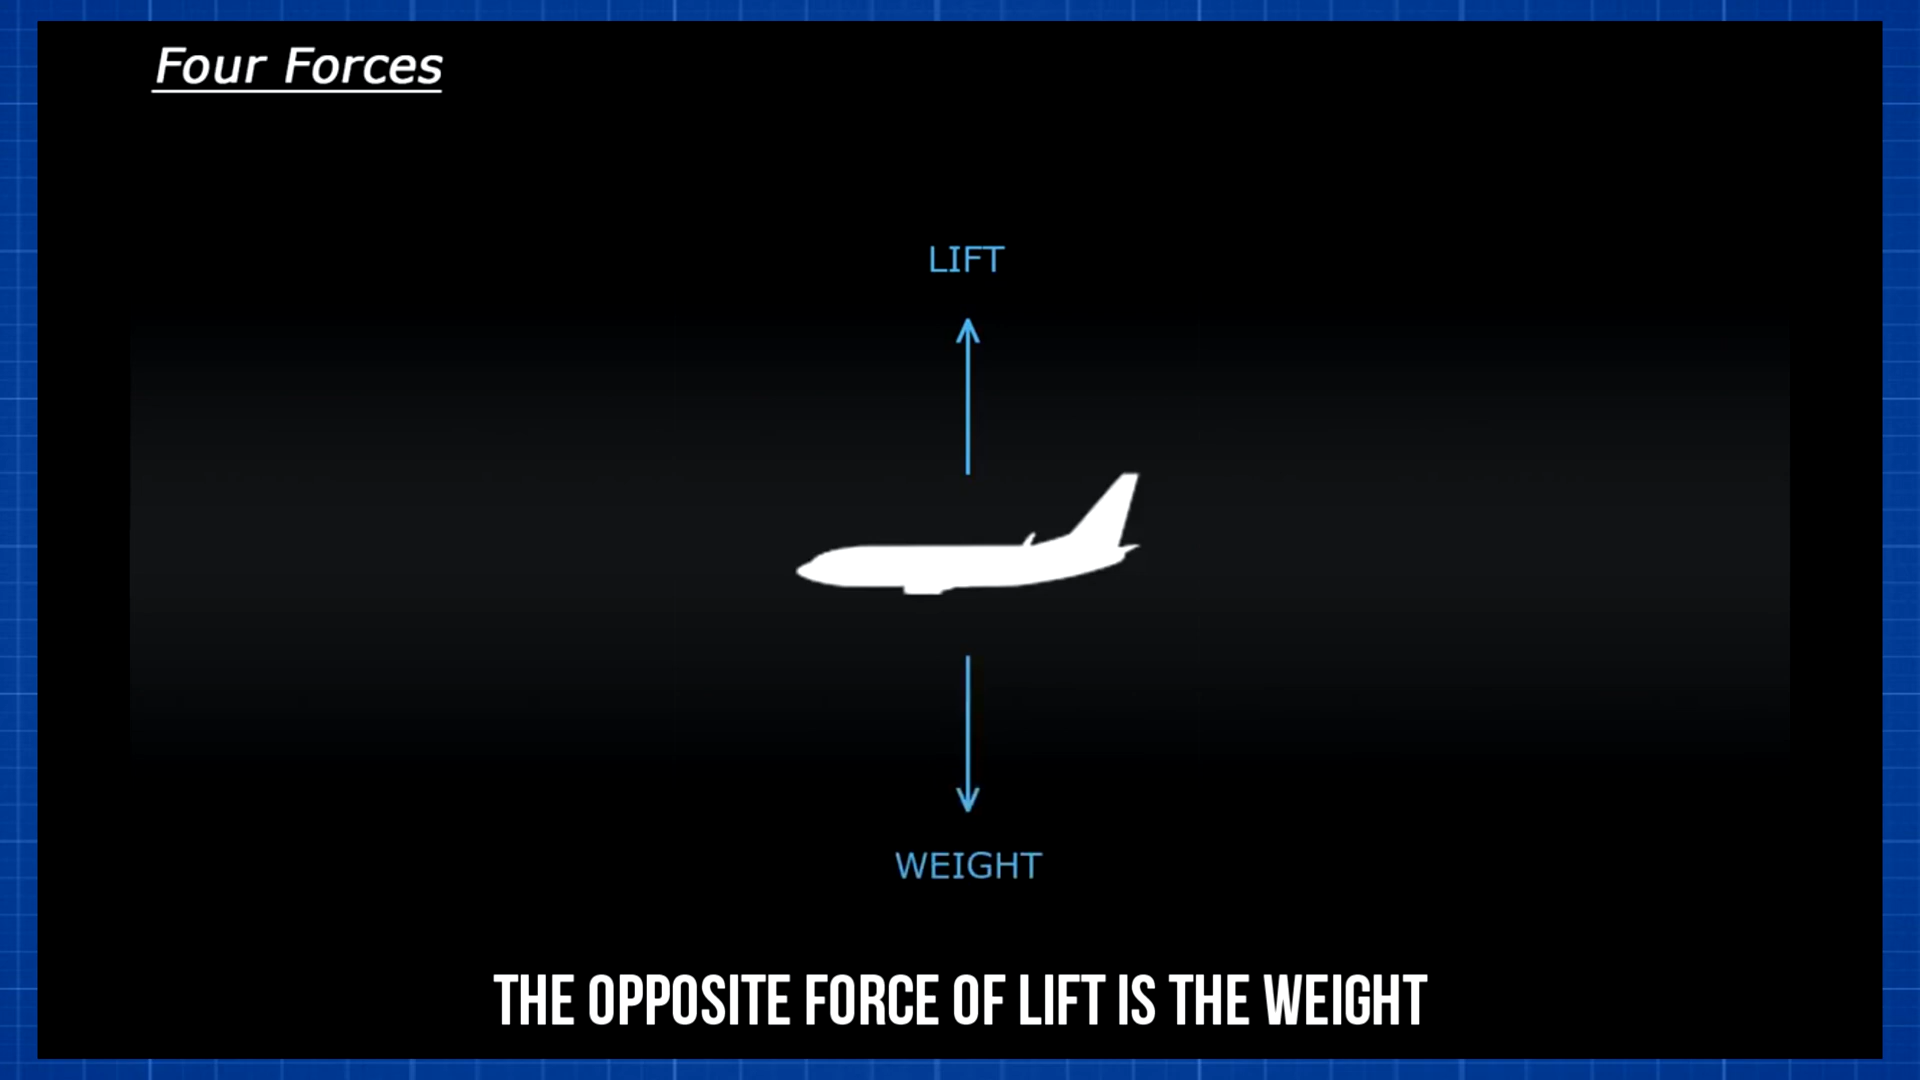 Four Forces
LIFT
WEIGHT
THE OPPOSITE FORCE OF LIFT IS THE WEIGHT